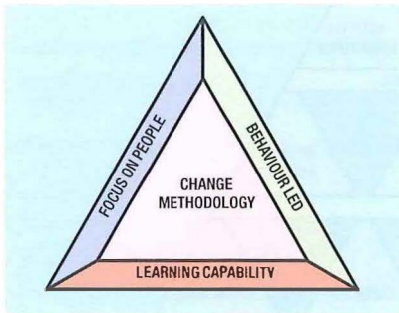 FOCUS ON PEOPLE
BEHAVIOUR LED
CHANGE
METHODOLOGY
LEARNING CAPABILITY